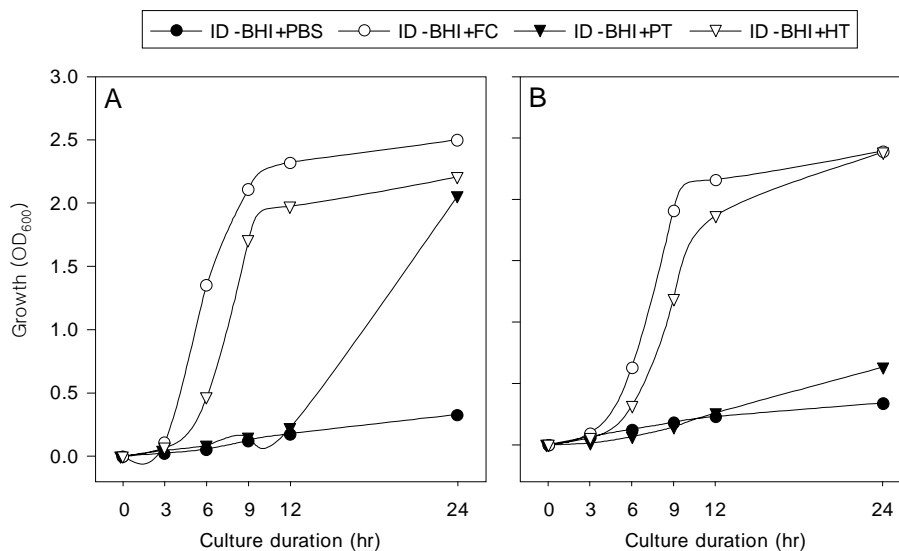 ID -BHI+PBS ID -BHI+FC ID -BHI+PT ID -BHI+HT
A B
3.0
2.5
2.0
1.5
1.0
0.5
0.0
Growth (OD600)
0 3 6 9 12 24 0 3 6 9 12 24
Culture duration (hr) Culture duration (hr)